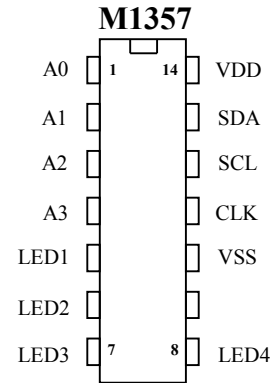 M1357
A0 1 14 VDD
A1 SDA
A2 SCL
A3 CLK
LED1 VSS
LED2
LED3 7 8 LED4